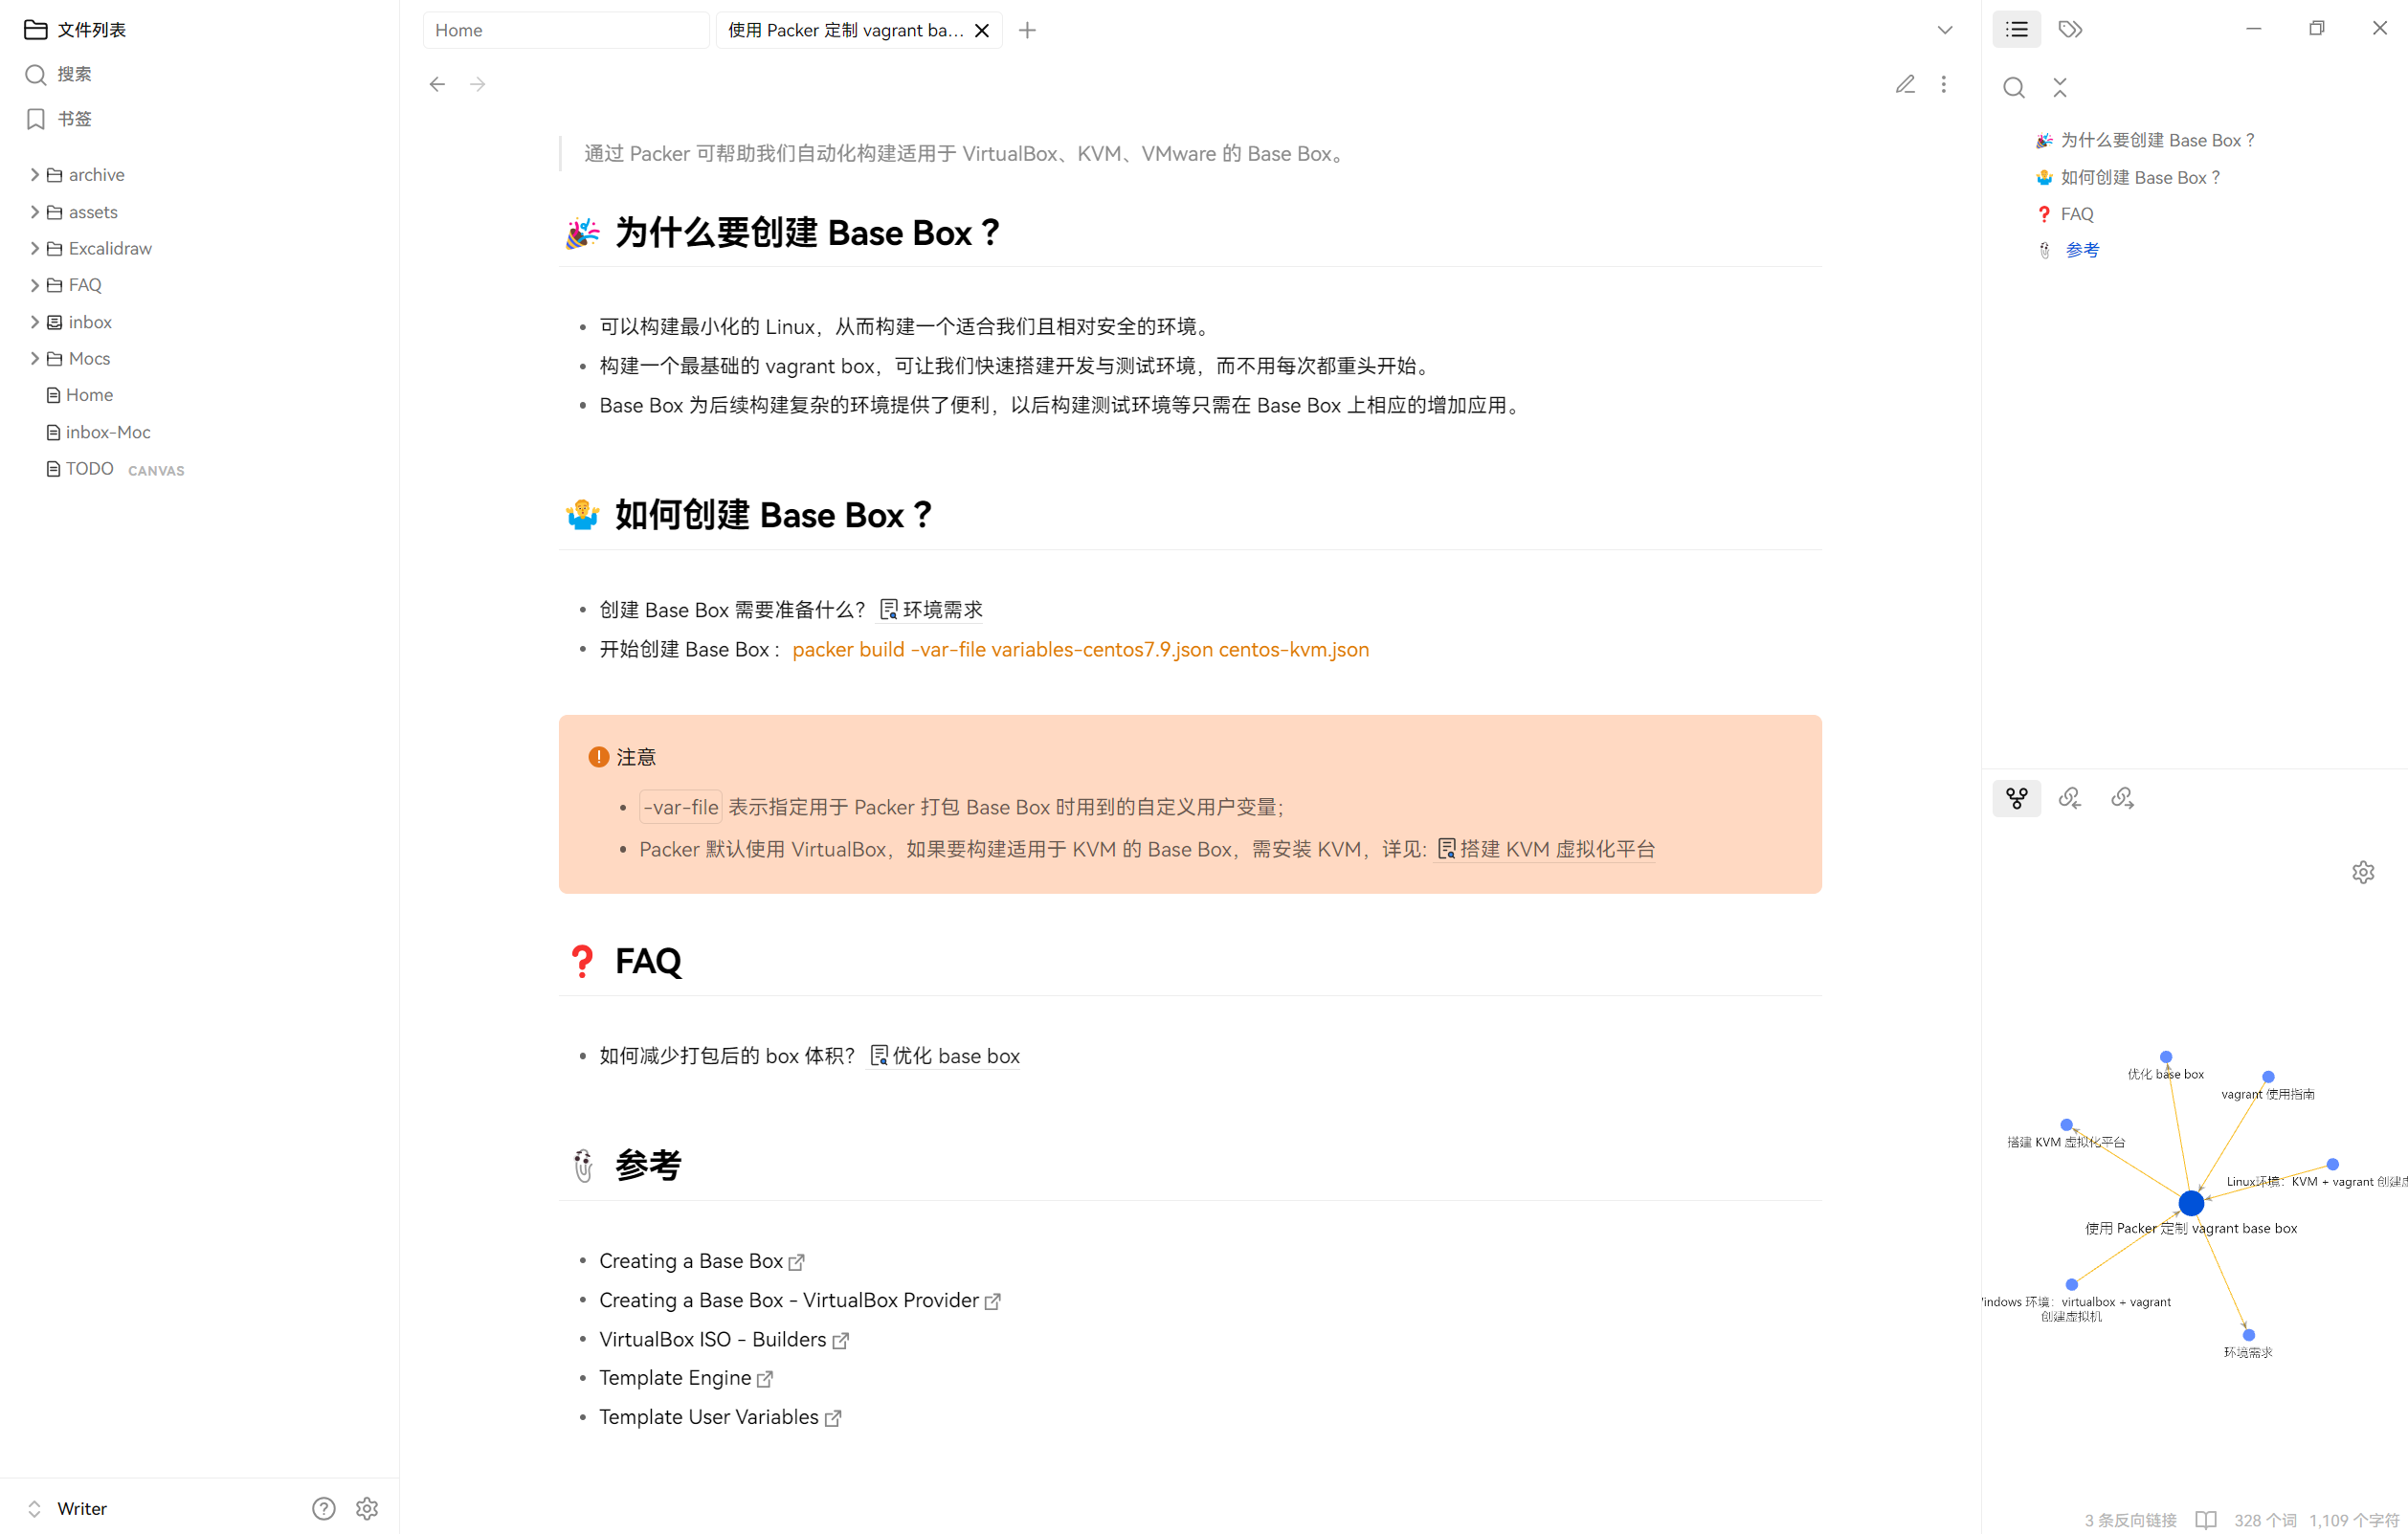 文件列表
搜索
书签
archive
assets
Excalidraw
FAQ
inbox
Mocs
Home
inbox-Moc
TODO CANVAS
Writer
Home
使用 Packer 定制 vagrant ba...
通过 Packer 可帮助我们自动化构建适用于 VirtualBox、KVM、VMware 的 Base Box。
为什么要创建 Base Box ?
可以构建最小化的 Linux，从而构建一个适合我们且相对安全的环境。
构建一个最基础的 vagrant box，可让我们快速搭建开发与测试环境，而不用每次都重头开始。
Base Box 为后续构建复杂的环境提供了便利，以后构建测试环境等只需在 Base Box 上相应的增加应用。
如何创建 Base Box ?
创建 Base Box 需要准备什么？ 环境需求
开始创建 Base Box： packer build -var-file variables-centos7.9.json centos-kvm.json
注意
-var-file 表示指定用于 Packer 打包 Base Box 时用到的自定义用户变量；
Packer 默认使用 VirtualBox，如果要构建适用于 KVM 的 Base Box，需安装 KVM，详见: 搭建 KVM 虚拟化平台
FAQ
如何减少打包后的 box 体积？ 优化 base box
参考
Creating a Base Box
Creating a Base Box - VirtualBox Provider
VirtualBox ISO - Builders
Template Engine
Template User Variables
为什么要创建 Base Box ?
如何创建 Base Box ?
FAQ
参考
优化 base box
vagrant 使用指南
搭建 KVM 虚拟化平台
Linux环境：KVM + vagrant 创建
使用 Packer 定制 vagrant base box
indows 环境：virtualbox + vagrant
创建虚拟机
环境需求
3 条反向链接 328 个词 1,109 个字符